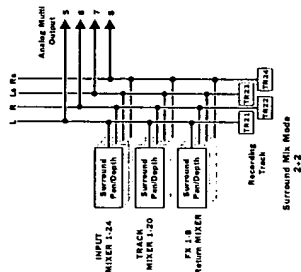 Analog Multi
Output
5
6
7
8
L
R
Ls
Rs
Surround
Pan/Depth
Surround
Pan/Depth
Surround
Pan/Depth
INPUT
MIXER 1-24
TRACK
MIXER 1-20
FX 1-8
Return MIXER
TR21
TR22
TR23
TR24
Recording
Track
Surround Mix Mode
2+2